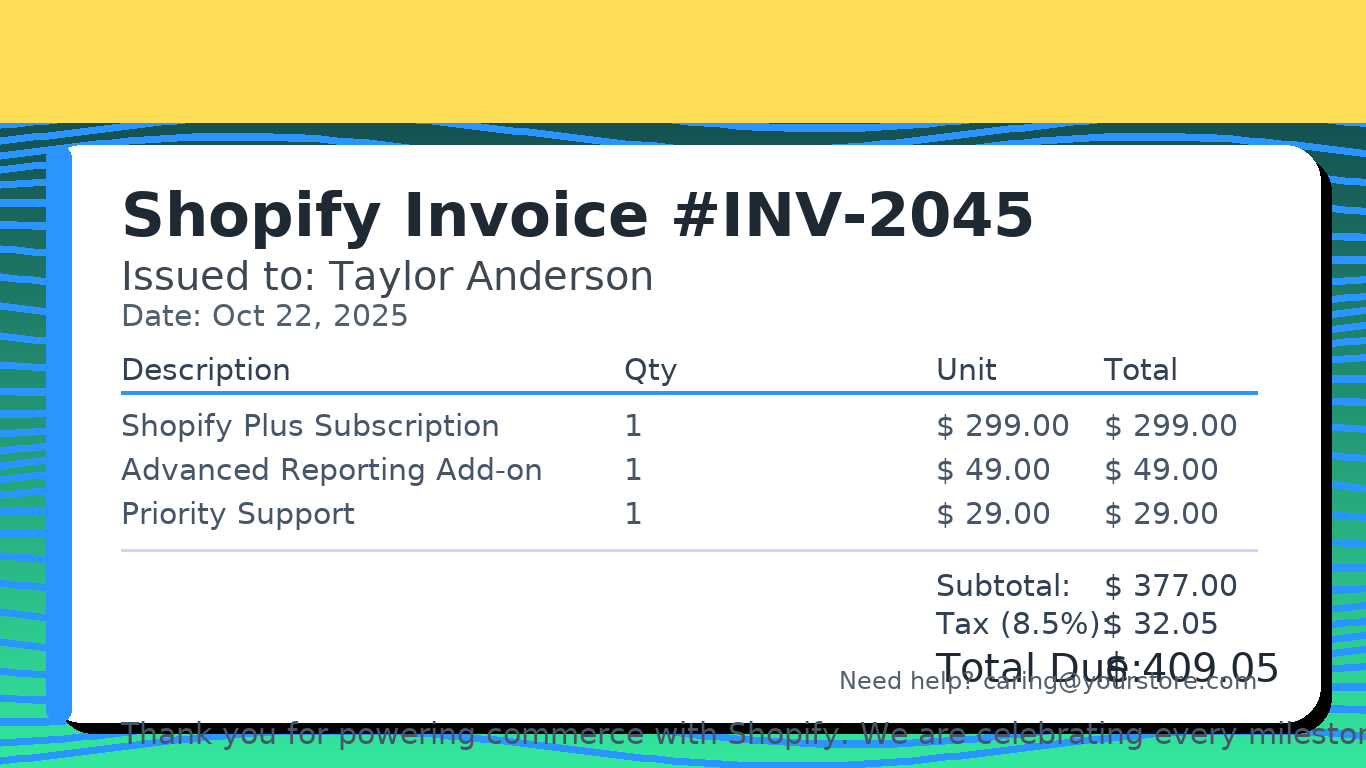 Shopify Invoice #INV-2045
Issued to: Taylor Anderson
Date: Oct 22, 2025
Description Qty Unit Total
Shopify Plus Subscription 1 $ 299.00 $ 299.00
Advanced Reporting Add-on 1 $ 49.00 $ 49.00
Priority Support 1 $ 29.00 $ 29.00
Subtotal: $ 377.00
Tax (8.5%): $ 32.05
Total Due: $ 409.05
Need help? caring@yourstore.com
Thank you for powering commerce with Shopify. We are celebrating every